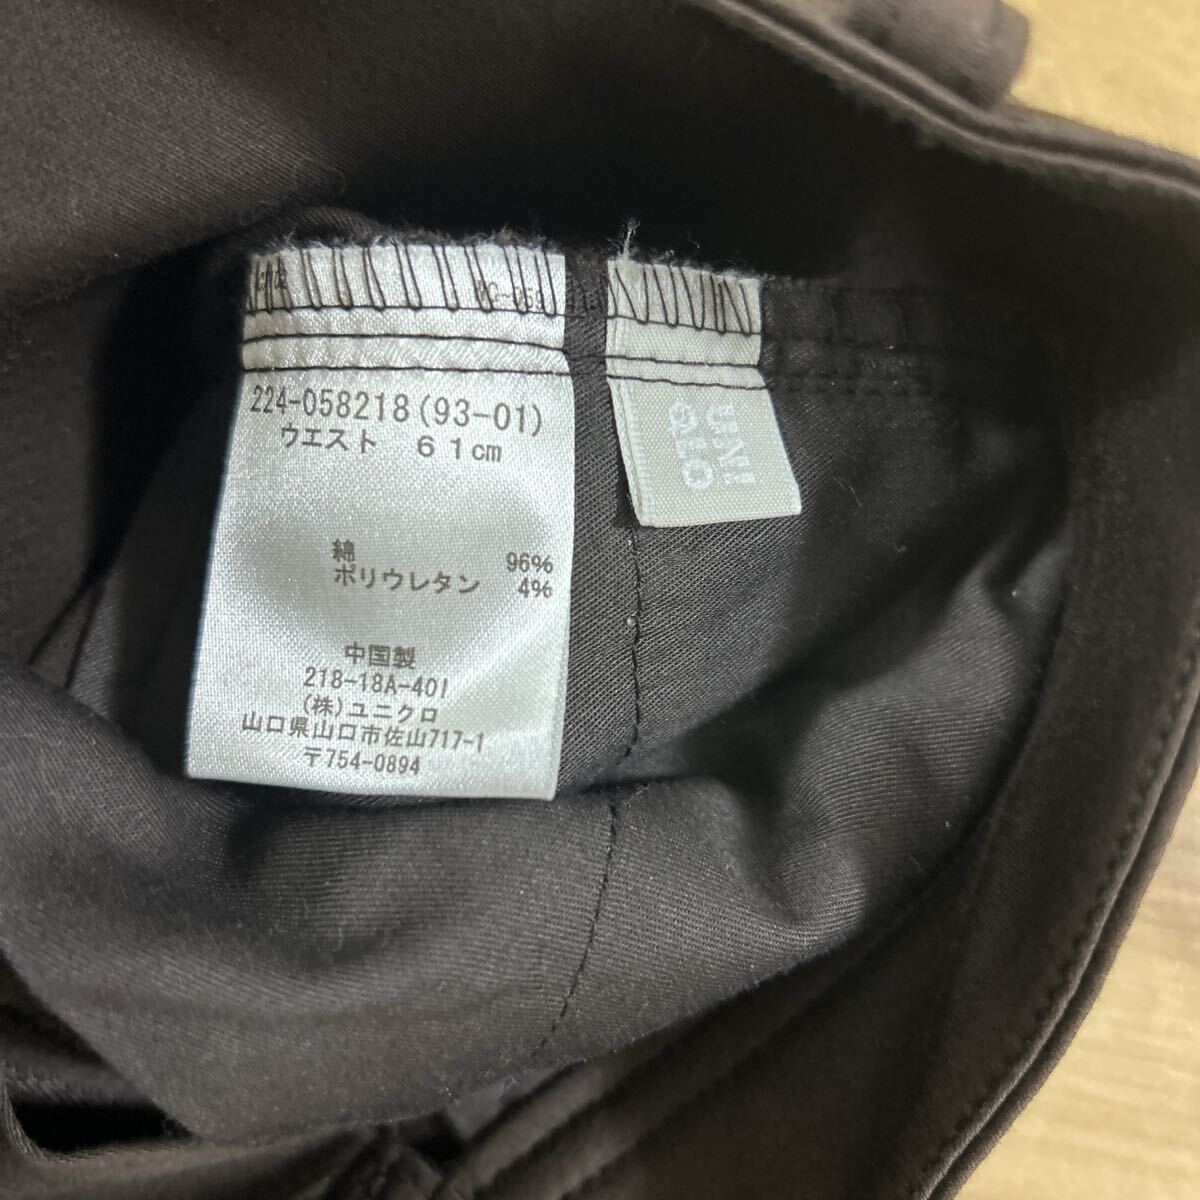 224-058218(93-01)
ウエスト 61cm
綿 96%
ポリウレタン 4%
中国製
218-18A-401
(株)ユニクロ
山口県山口市佐山717-1
〒754-0894
UNI
QLO